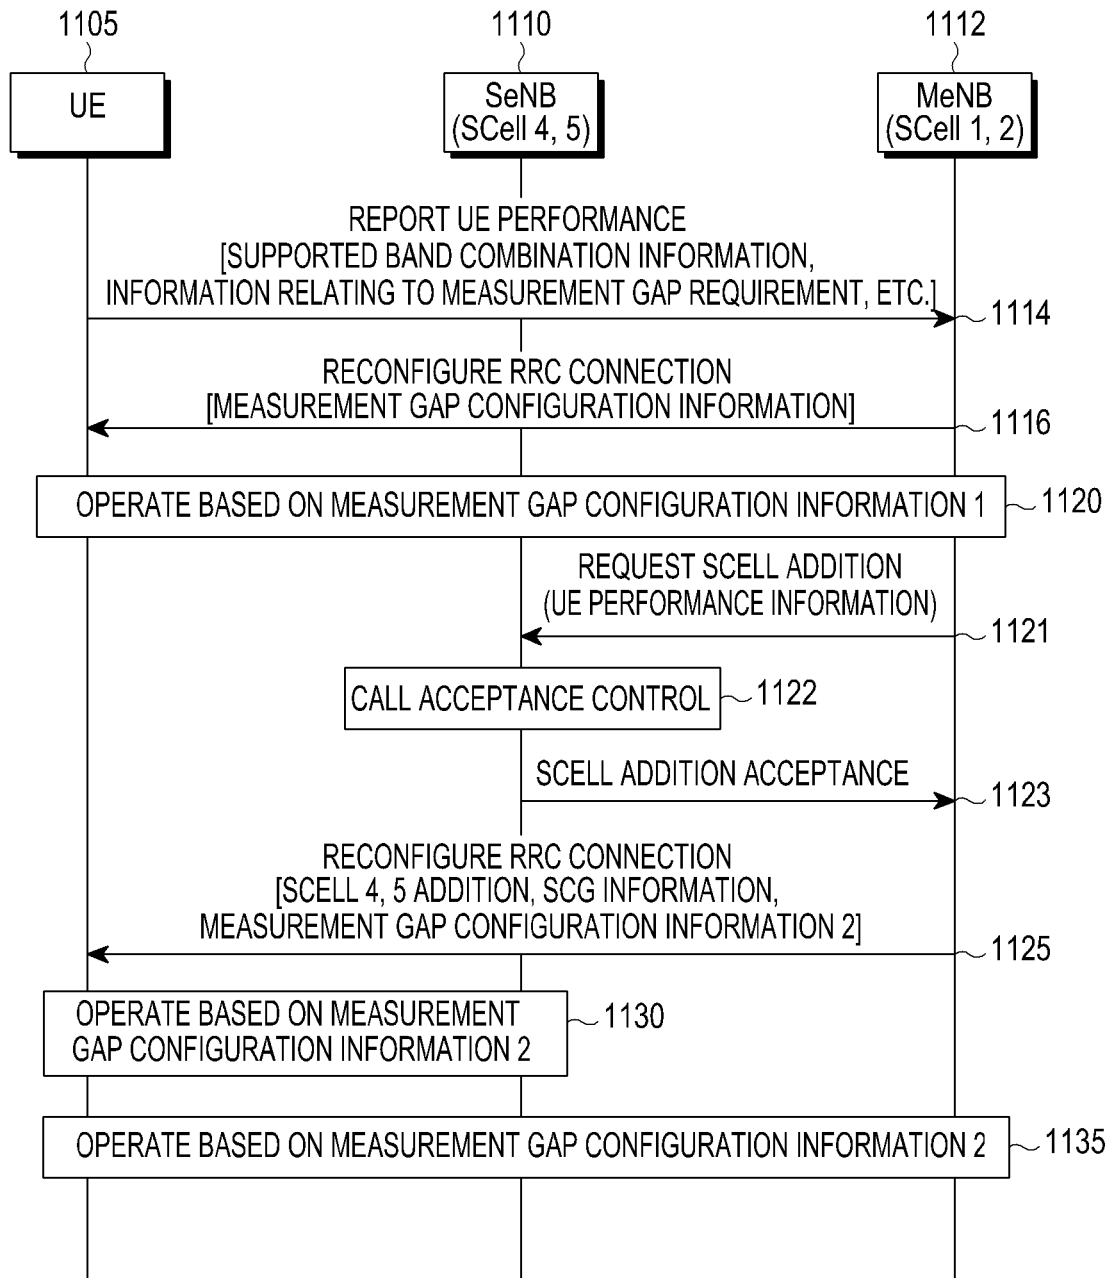 1105
1110
1112
UE
SeNB
(SCell 4, 5)
MeNB
(SCell 1, 2)
REPORT UE PERFORMANCE
[SUPPORTED BAND COMBINATION INFORMATION,
INFORMATION RELATING TO MEASUREMENT GAP REQUIREMENT, ETC.]
1114
RECONFIGURE RRC CONNECTION
[MEASUREMENT GAP CONFIGURATION INFORMATION]
1116
OPERATE BASED ON MEASUREMENT GAP CONFIGURATION INFORMATION 1
1120
REQUEST SCELL ADDITION
(UE PERFORMANCE INFORMATION)
1121
CALL ACCEPTANCE CONTROL
1122
SCELL ADDITION ACCEPTANCE
1123
RECONFIGURE RRC CONNECTION
[SCELL 4, 5 ADDITION, SCG INFORMATION,
MEASUREMENT GAP CONFIGURATION INFORMATION 2]
1125
OPERATE BASED ON MEASUREMENT
GAP CONFIGURATION INFORMATION 2
1130
OPERATE BASED ON MEASUREMENT GAP CONFIGURATION INFORMATION 2
1135